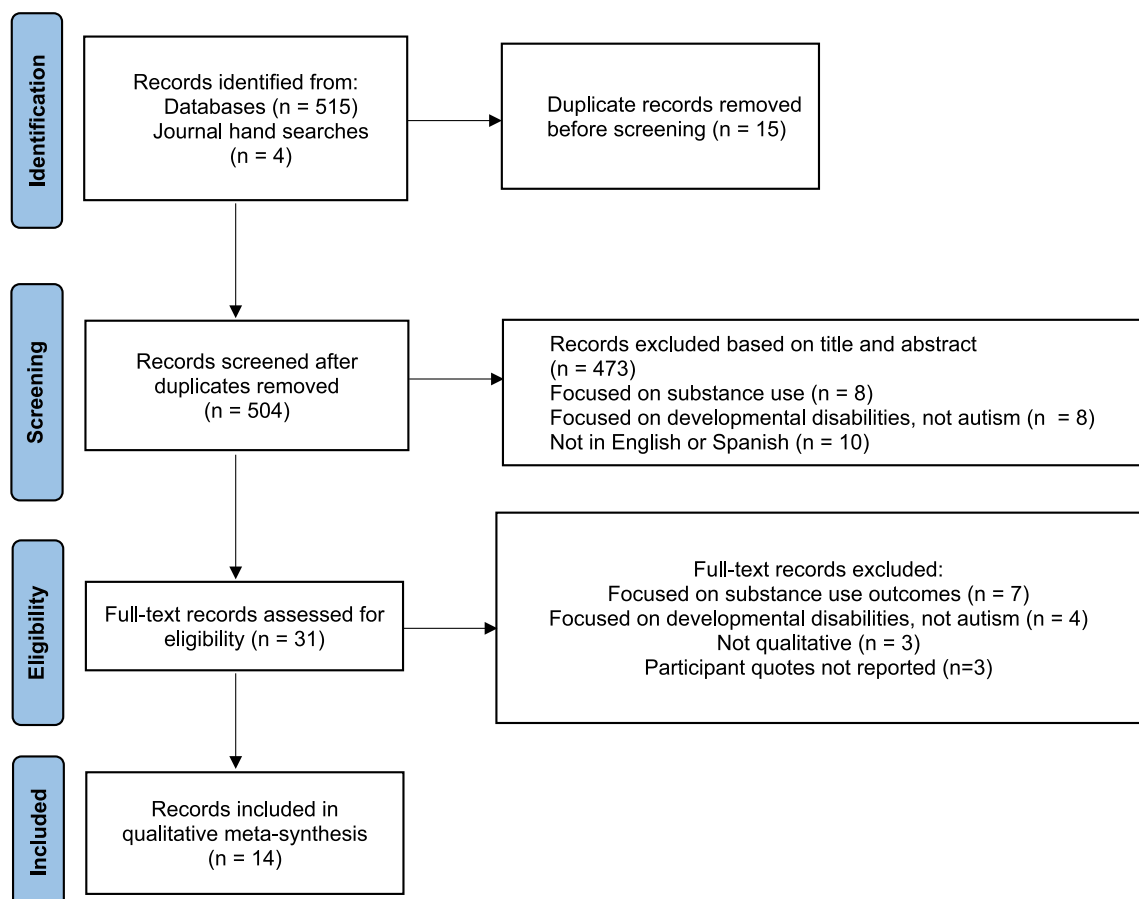 Identification
Records identified from:
Databases (n = 515)
Journal hand searches
(n = 4)
Duplicate records removed
before screening (n = 15)
Screening
Records screened after
duplicates removed
(n = 504)
Records excluded based on title and abstract
(n = 473)
Focused on substance use (n = 8)
Focused on developmental disabilities, not autism (n = 8)
Not in English or Spanish (n = 10)
Eligibility
Full-text records assessed for
eligibility (n = 31)
Full-text records excluded:
Focused on substance use outcomes (n = 7)
Focused on developmental disabilities, not autism (n = 4)
Not qualitative (n = 3)
Participant quotes not reported (n=3)
Included
Records included in
qualitative meta-synthesis
(n = 14)